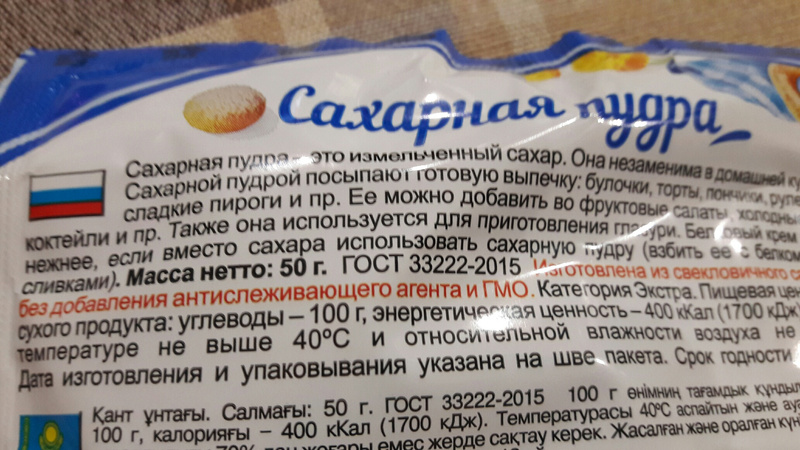 Сахарная пудра
Сахарная пудра – это измельченный сахар. Она незаменима в домашней
Сахарной пудрой посыпают готовую выпечку: булочки, торты, пончики,
сладкие пироги и пр. Ее можно добавить во фруктовые салаты, холодны
коктейли и пр. Также она используется для приготовления глазури. Белковый крем
нежнее, если вместо сахара использовать сахарную пудру (взбить ее с белком
сливками). Масса нетто: 50 г. ГОСТ 33222-2015 Изготовлена из свекловичного
без добавления антислеживающего агента и ГМО. Категория Экстра. Пищевая
сухого продукта: углеводы – 100 г, энергетическая ценность – 400 кКал (1700 кДж
температуре не выше 40°С и относительной влажности воздуха не
Дата изготовления и упаковывания указана на шве пакета. Срок годности
Қант ұнтағы. Салмағы: 50 г. ГОСТ 33222-2015 100 г өнімнің тағамдық
100 г, калориясы – 400 кКал (1700 кДж). Температурасы 40°С аспайтын және
жоғары емес жерде сақтау керек. Жасалған және оралған